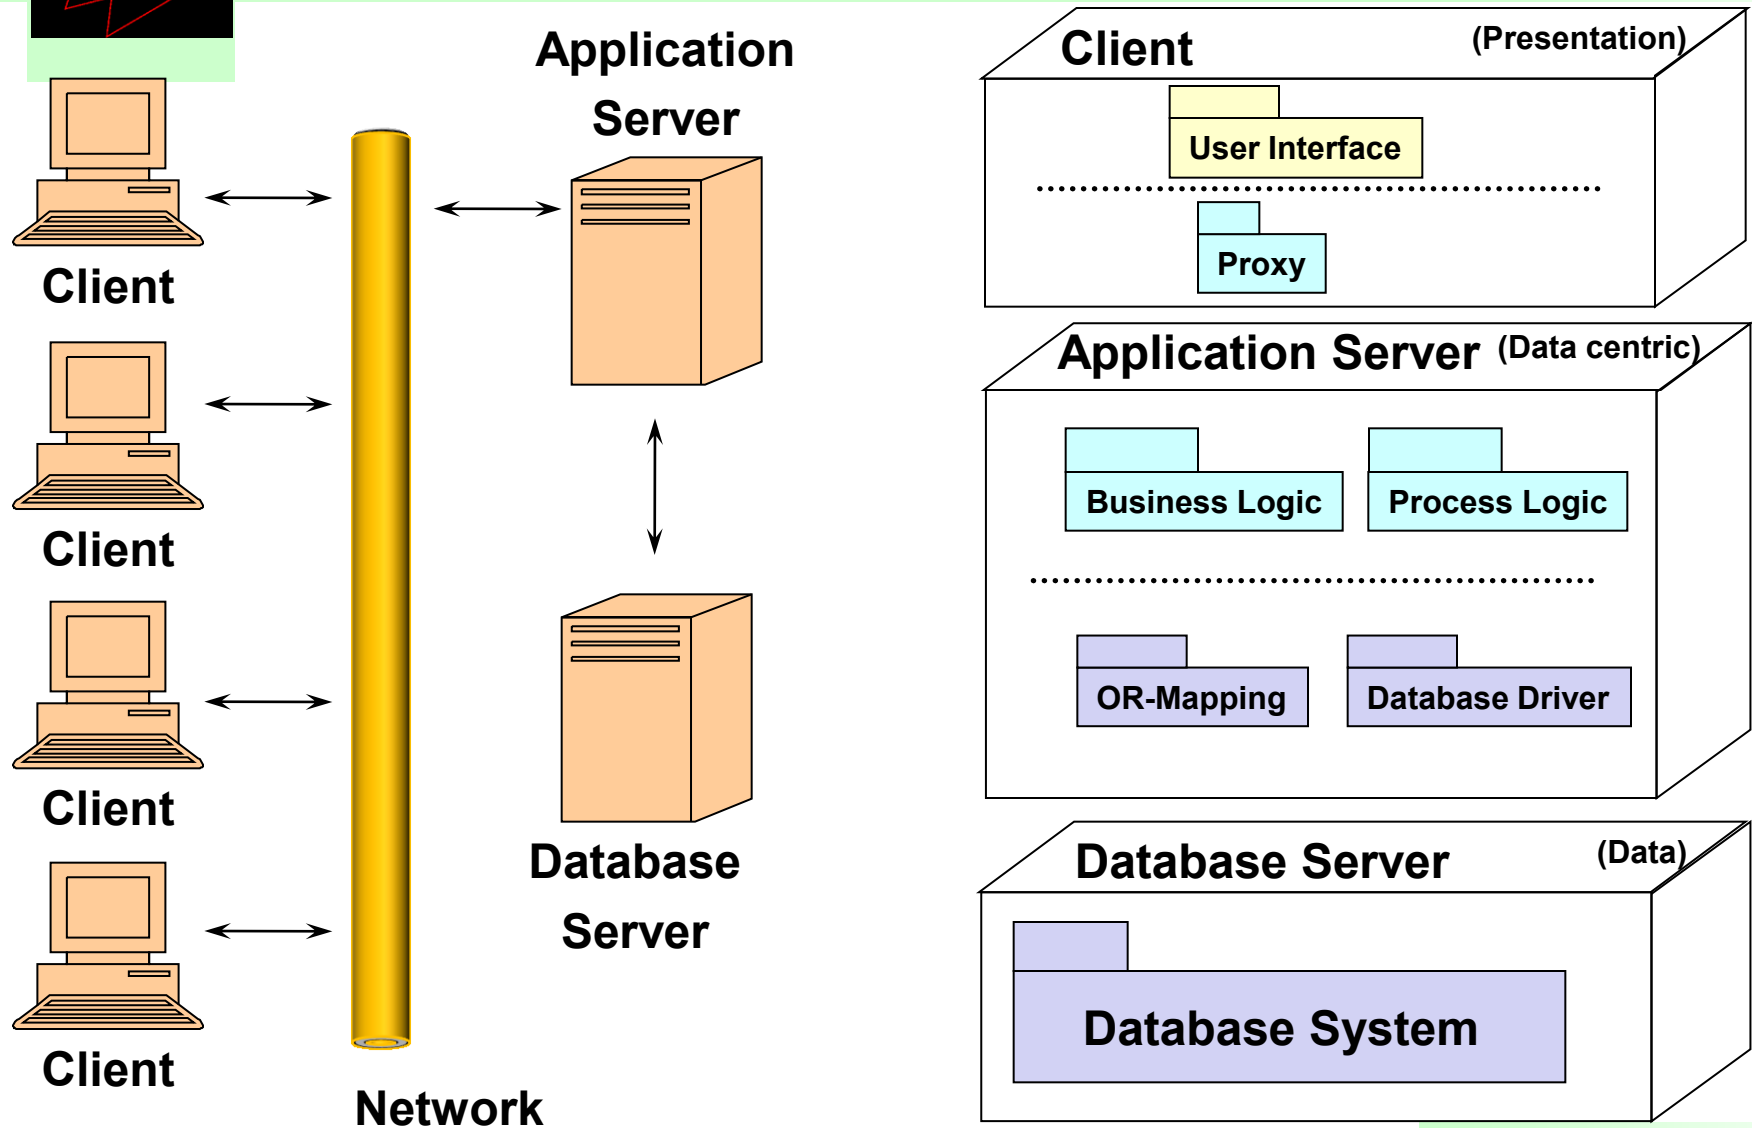 Application
Server
Client
Client
Client
Client
Database
Server
Network
Client (Presentation)
User Interface
Proxy
Application Server (Data centric)
Business Logic
Process Logic
OR-Mapping
Database Driver
Database Server (Data)
Database System